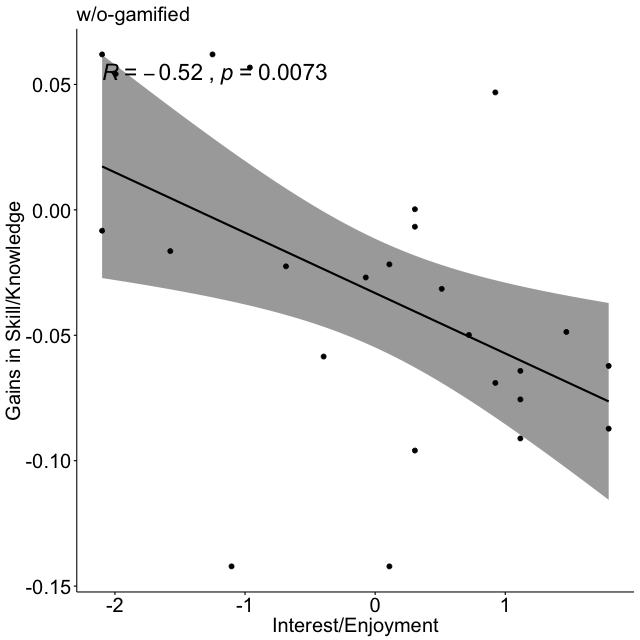 w/o-gamified
R = −0.52 , p = 0.0073
0.05
0.00
-0.05
-0.10
-0.15
Gains in Skill/Knowledge
-2 -1 0 1
Interest/Enjoyment